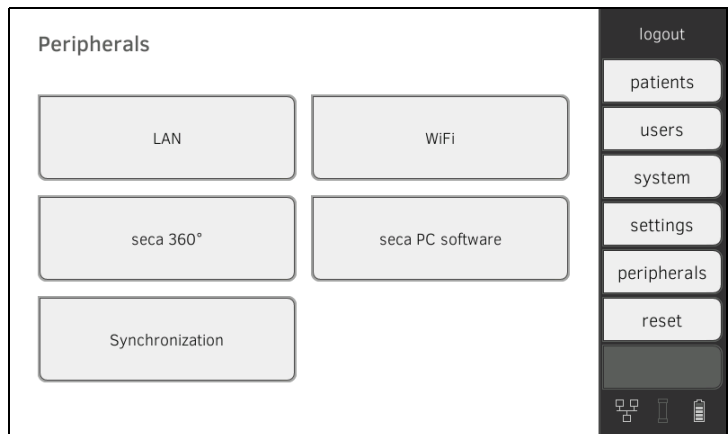 Peripherals
LAN
WiFi
seca 360°
seca PC software
Synchronization
logout
patients
users
system
settings
peripherals
reset